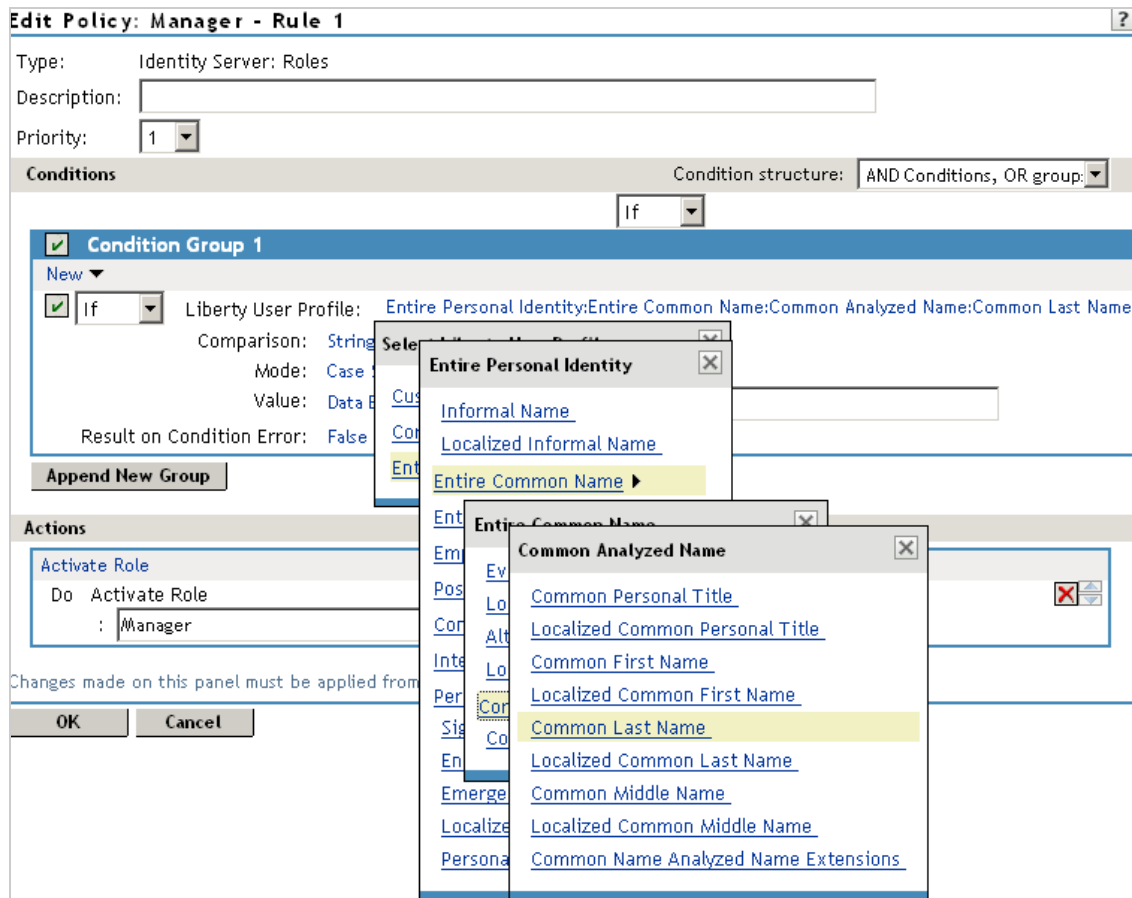 Edit Policy: Manager - Rule 1
?
Type: Identity Server: Roles
Description:
Priority: 1
Conditions
Condition structure: AND Conditions, OR group
If
Condition Group 1
New
If Liberty User Profile: Entire Personal Identity:Entire Common Name:Common Analyzed Name:Common Last Name
Comparison: String
Mode: Case
Value: Data
Result on Condition Error: False
Append New Group
Entire Personal Identity
Informal Name
Localized Informal Name
Entire Common Name
Entire Common Name
Common Analyzed Name
Common Personal Title
Localized Common Personal Title
Common First Name
Localized Common First Name
Common Last Name
Localized Common Last Name
Common Middle Name
Localized Common Middle Name
Common Name Analyzed Name Extensions
Actions
Activate Role
Do Activate Role
: Manager
Changes made on this panel must be applied from
OK Cancel